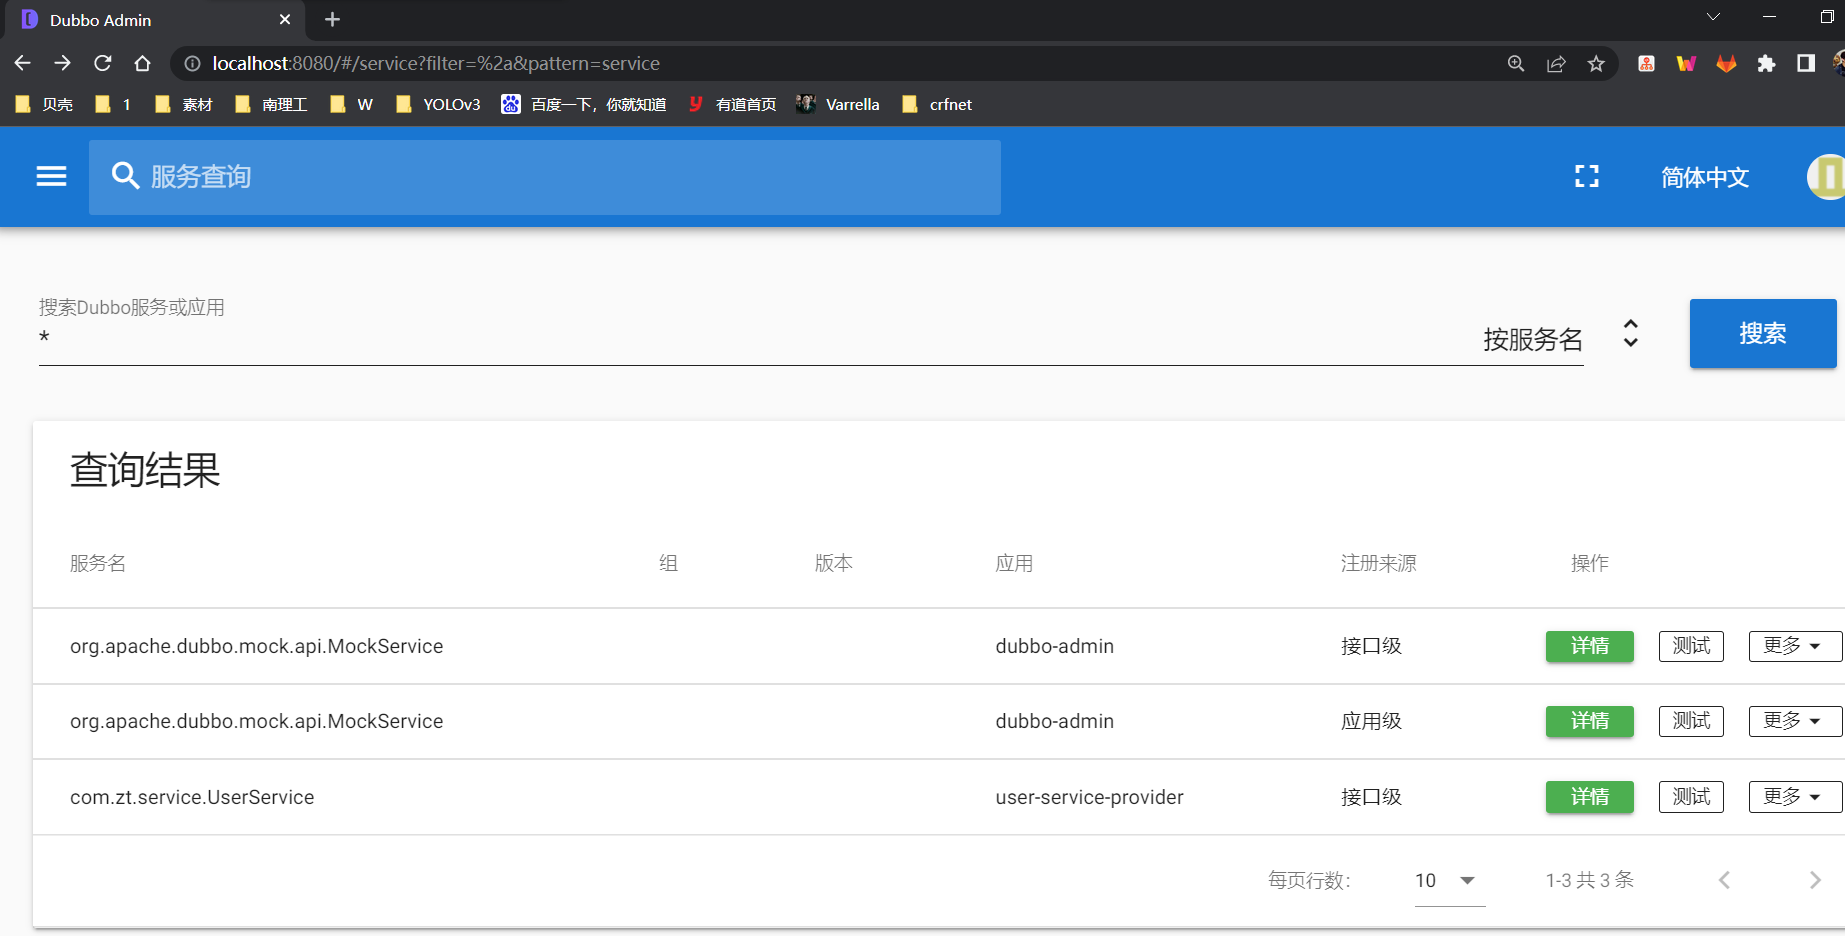 Dubbo Admin
localhost:8080/#/service?filter=%2a&pattern=service
贝壳 1 素材 南理工 W YOLOv3 百度一下，你就知道 有道首页 Varrella crfnet
服务查询 简体中文
搜索Dubbo服务或应用
* 按服务名 搜索
查询结果
服务名 组 版本 应用 注册来源 操作
org.apache.dubbo.mock.api.MockService dubbo-admin 接口级 详情 测试 更多
org.apache.dubbo.mock.api.MockService dubbo-admin 应用级 详情 测试 更多
com.zt.service.UserService user-service-provider 接口级 详情 测试 更多
每页行数： 10 1-3 共 3 条